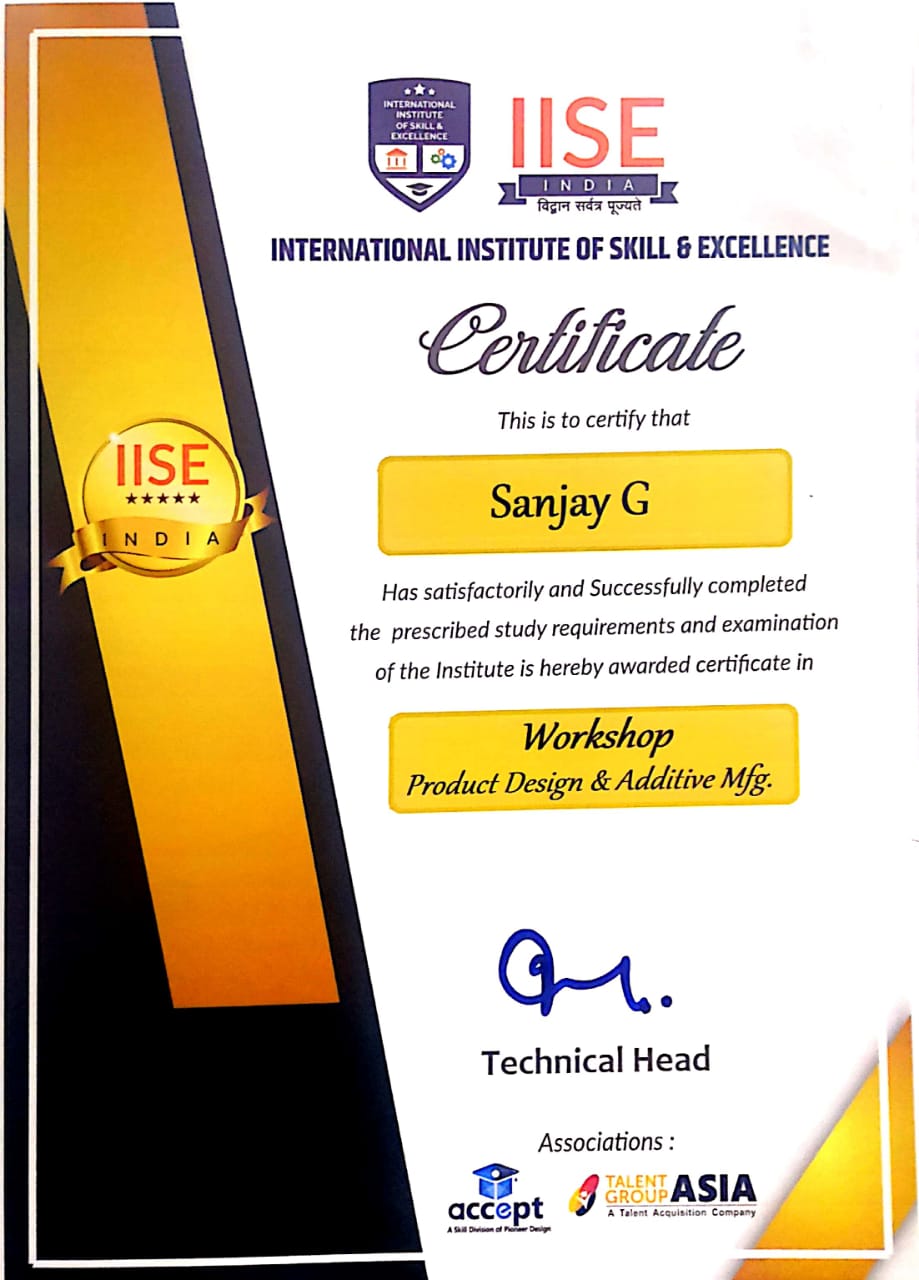 INTERNATIONAL
INSTITUTE
OF SKILL &
EXCELLENCE
IISE
INDIA
विद्वान सर्वत्र पूज्यते
INTERNATIONAL INSTITUTE OF SKILL & EXCELLENCE
Certificate
This is to certify that
Sanjay G
IISE
INDIA
Has satisfactorily and Successfully completed
the prescribed study requirements and examination
of the Institute is hereby awarded certificate in
Workshop
Product Design & Additive Mfg.
Technical Head
Associations :
accept
A Skill Division of Pioneer Design
TALENT
GROUP ASIA
A Talent Acquisition Company